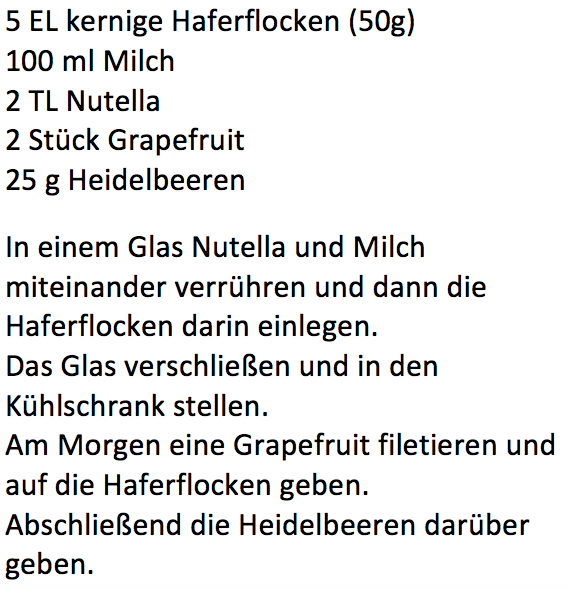 5 EL kernige Haferflocken (50g)
100 ml Milch
2 TL Nutella
2 Stück Grapefruit
25 g Heidelbeeren
In einem Glas Nutella und Milch
miteinander verrühren und dann die
Haferflocken darin einlegen.
Das Glas verschließen und in den
Kühlschrank stellen.
Am Morgen eine Grapefruit filetieren und
auf die Haferflocken geben.
Abschließend die Heidelbeeren darüber
geben.